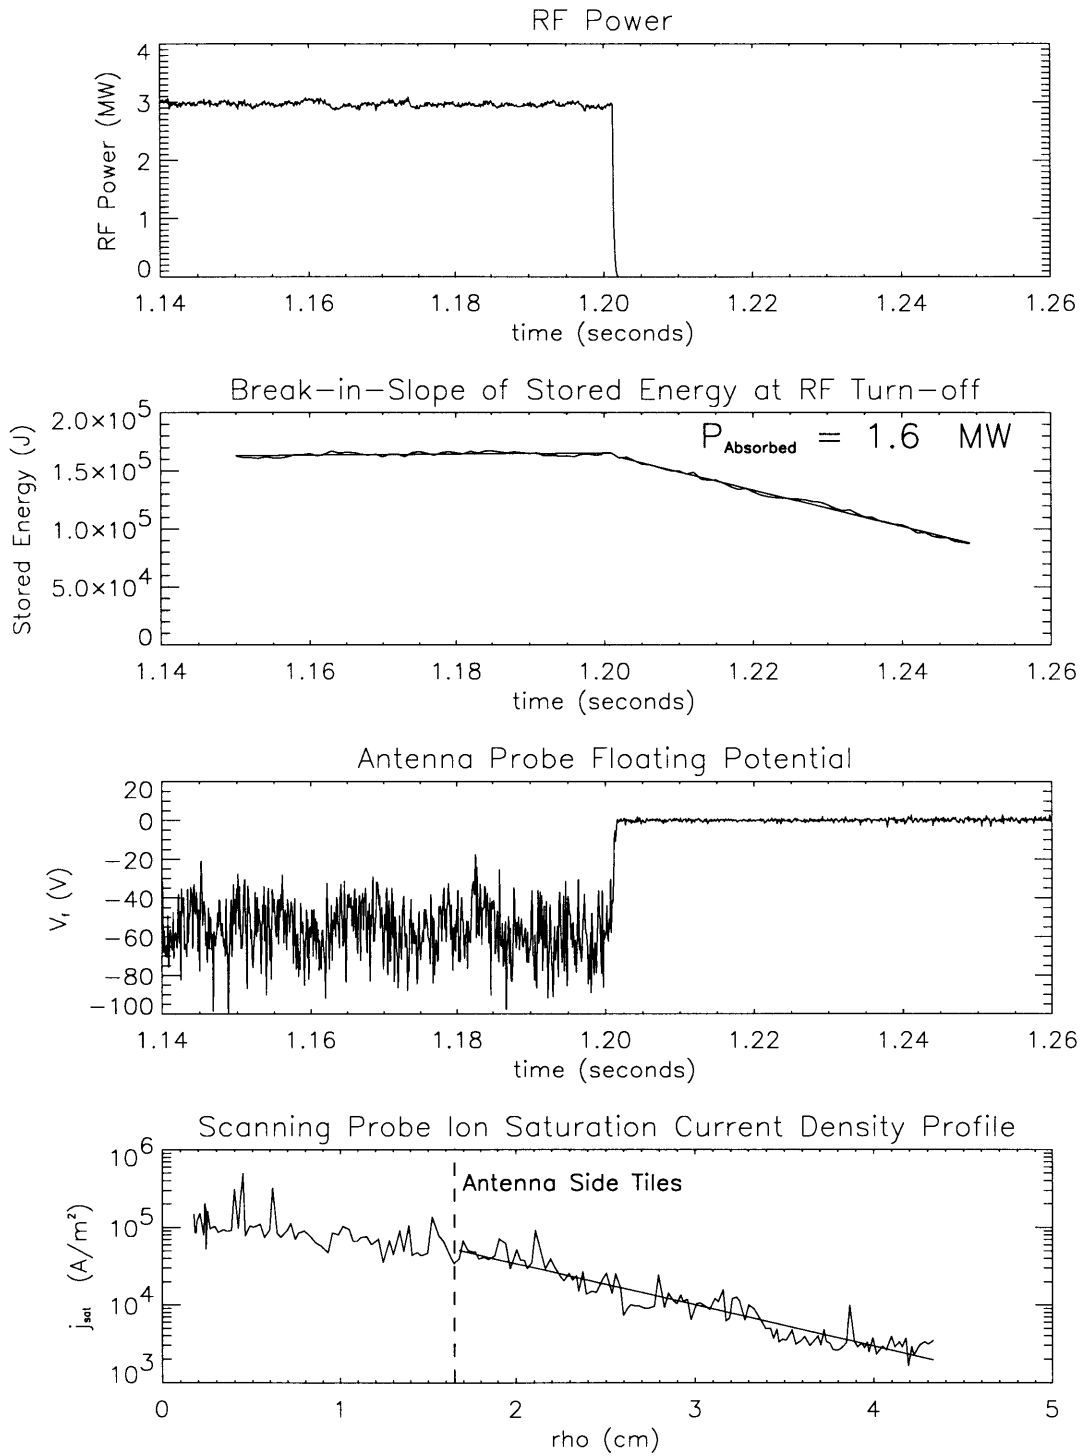 RF Power
4
3
2
1
0
RF Power (MW)
1.14 1.16 1.18 1.20 1.22 1.24 1.26
time (seconds)
Break-in-Slope of Stored Energy at RF Turn-off
P_Absorbed = 1.6 MW
2.0×10^5
1.5×10^5
1.0×10^5
5.0×10^4
0
Stored Energy (J)
1.14 1.16 1.18 1.20 1.22 1.24 1.26
time (seconds)
Antenna Probe Floating Potential
20
0
-20
-40
-60
-80
-100
V_f (V)
1.14 1.16 1.18 1.20 1.22 1.24 1.26
time (seconds)
Scanning Probe Ion Saturation Current Density Profile
Antenna Side Tiles
10^6
10^5
10^4
10^3
j_sat (A/m²)
0 1 2 3 4 5
rho (cm)